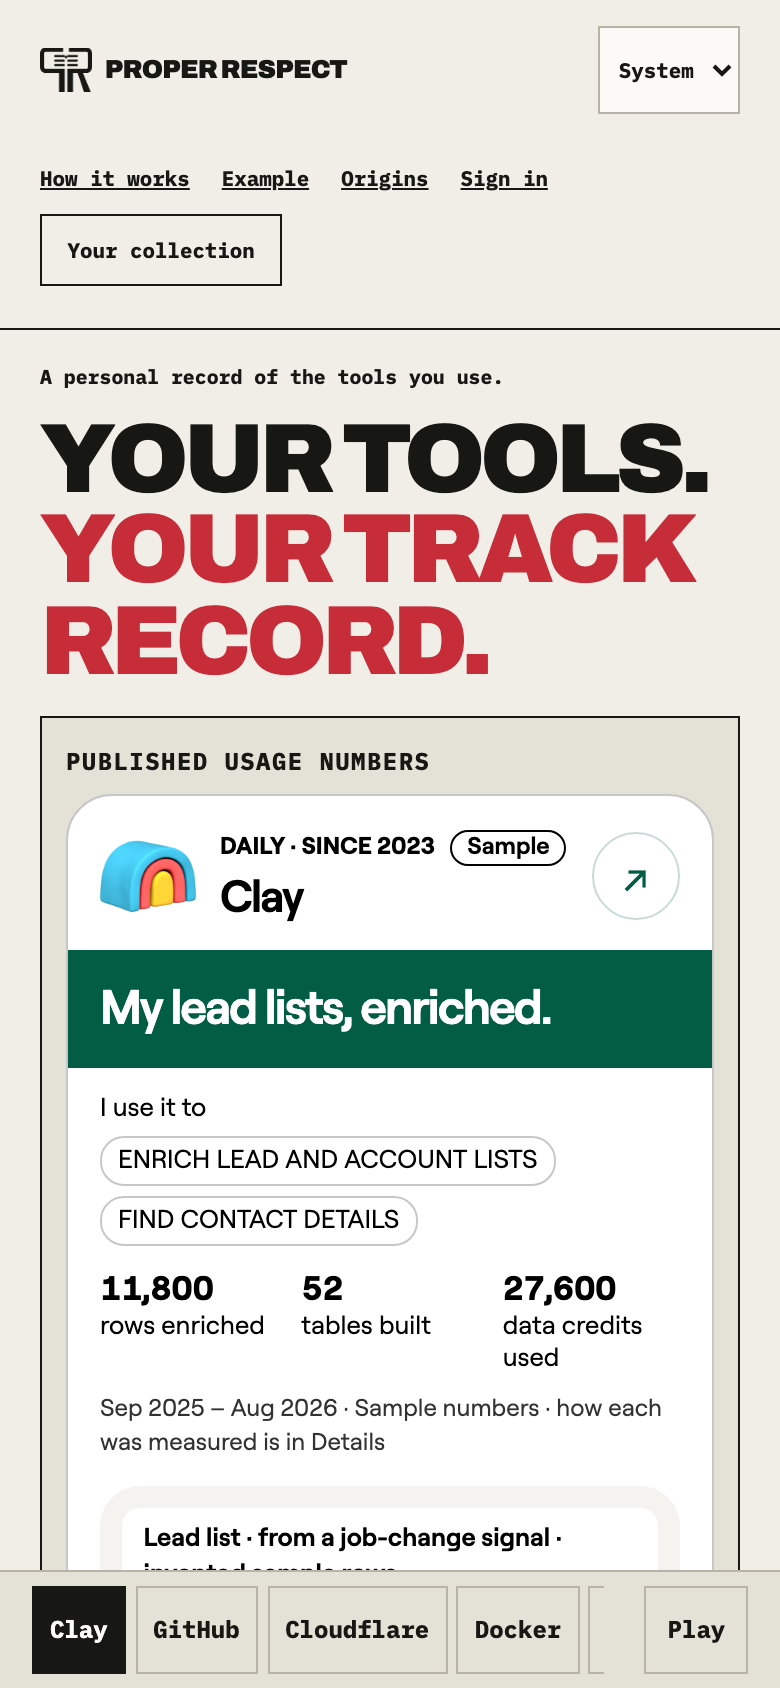 PROPER RESPECT
System
How it works Example Origins Sign in
Your collection
A personal record of the tools you use.
YOUR TOOLS.
YOUR TRACK
RECORD.
PUBLISHED USAGE NUMBERS
DAILY · SINCE 2023 Sample
Clay
My lead lists, enriched.
I use it to
ENRICH LEAD AND ACCOUNT LISTS
FIND CONTACT DETAILS
11,800 52 27,600
rows enriched tables built data credits
used
Sep 2025 – Aug 2026 · Sample numbers · how each
was measured is in Details
Lead list · from a job-change signal ·
invented sample rows
Clay GitHub Cloudflare Docker Play